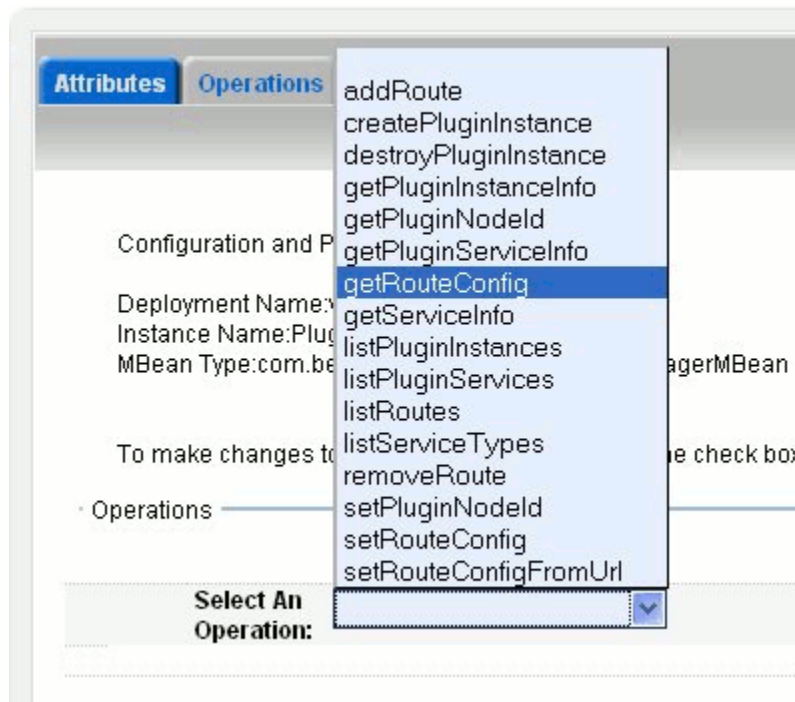 Attributes Operations
addRoute
createPluginInstance
destroyPluginInstance
getPluginInstanceInfo
getPluginNodeId
Configuration and P getPluginServiceInfo
getRouteConfig
Deployment Name: getServiceInfo
Instance Name:Plug listPluginInstances
MBean Type:com.be listPluginServices agerMBean
listRoutes
To make changes to listServiceTypes e check box
removeRoute
Operations setPluginNodeId
setRouteConfig
setRouteConfigFromUrl
Select An
Operation: